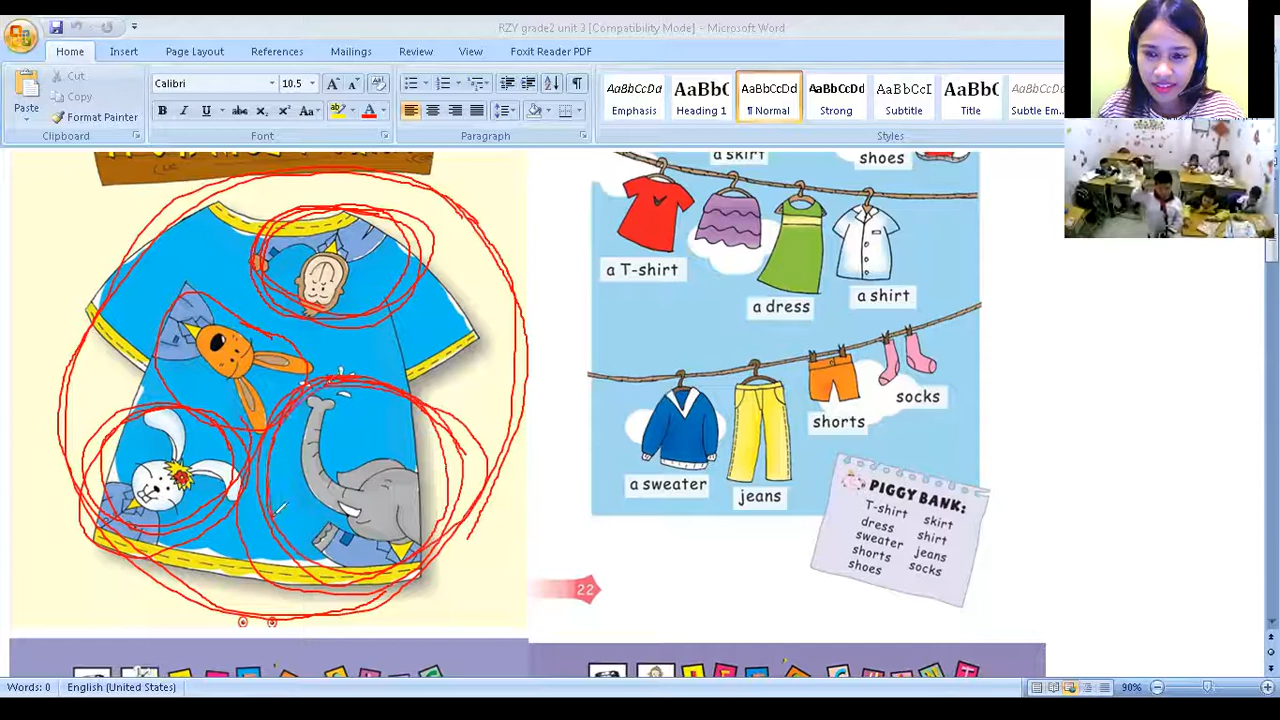 RZY grade2 unit 3 [Compatibility Mode] - Microsoft Word
Home Insert Page Layout References Mailings Review View Foxit Reader PDF
Paste
Cut
Copy
Format Painter
Clipboard
Calibri 10.5
Font
Paragraph
AaBbCcDd AaBbC AaBbCcDd AaBbCcDd AaBbCcI AaBbC AaBbCcDd
Emphasis Heading 1 ¶ Normal Strong Subtitle Title Subtle Em...
Styles
a skirt
shoes
a T-shirt
a dress
a shirt
socks
shorts
a sweater
jeans
PIGGY BANK:
T-shirt skirt
dress shirt
sweater jeans
shorts socks
shoes
22
Words: 0 English (United States) 90%